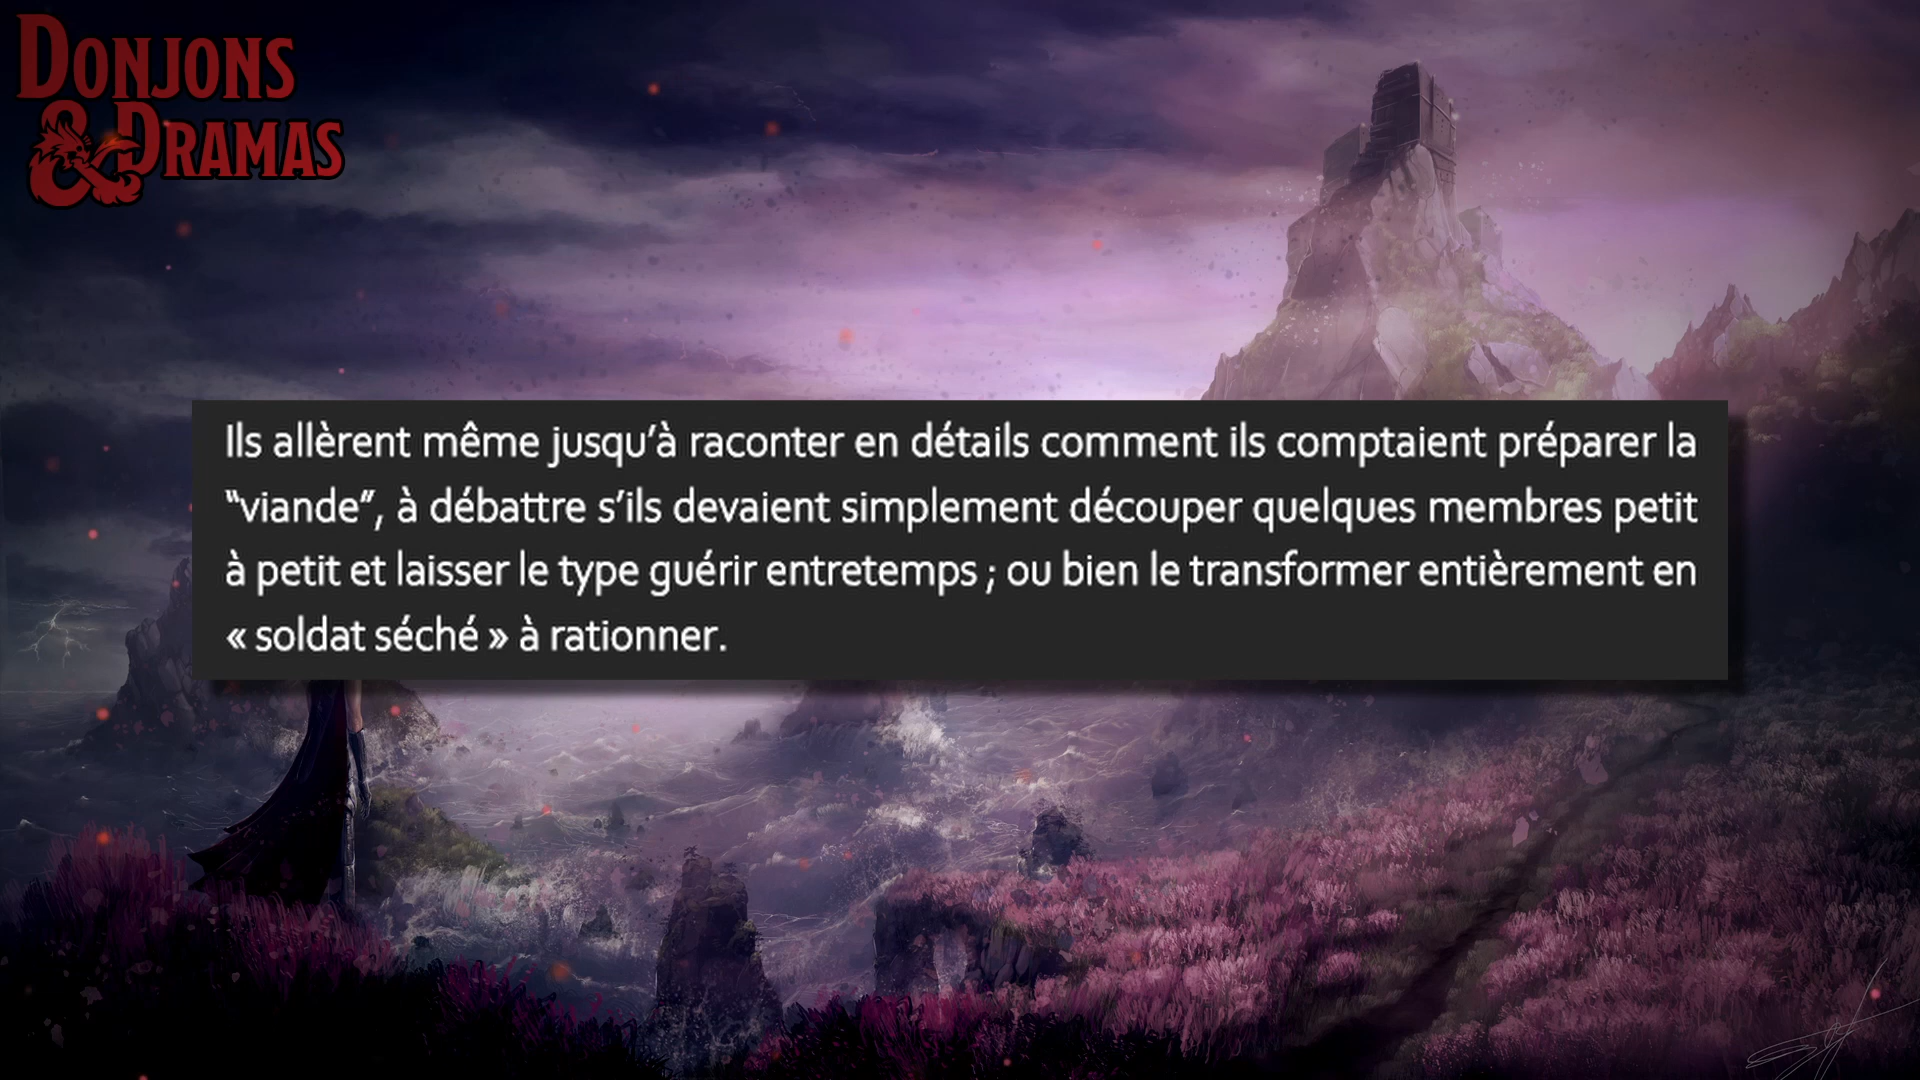 DONJONS
& DRAMAS
Ils allèrent même jusqu’à raconter en détails comment ils comptaient préparer la
“viande”, à débattre s’ils devaient simplement découper quelques membres petit
à petit et laisser le type guérir entretemps ; ou bien le transformer entièrement en
« soldat séché » à rationner.